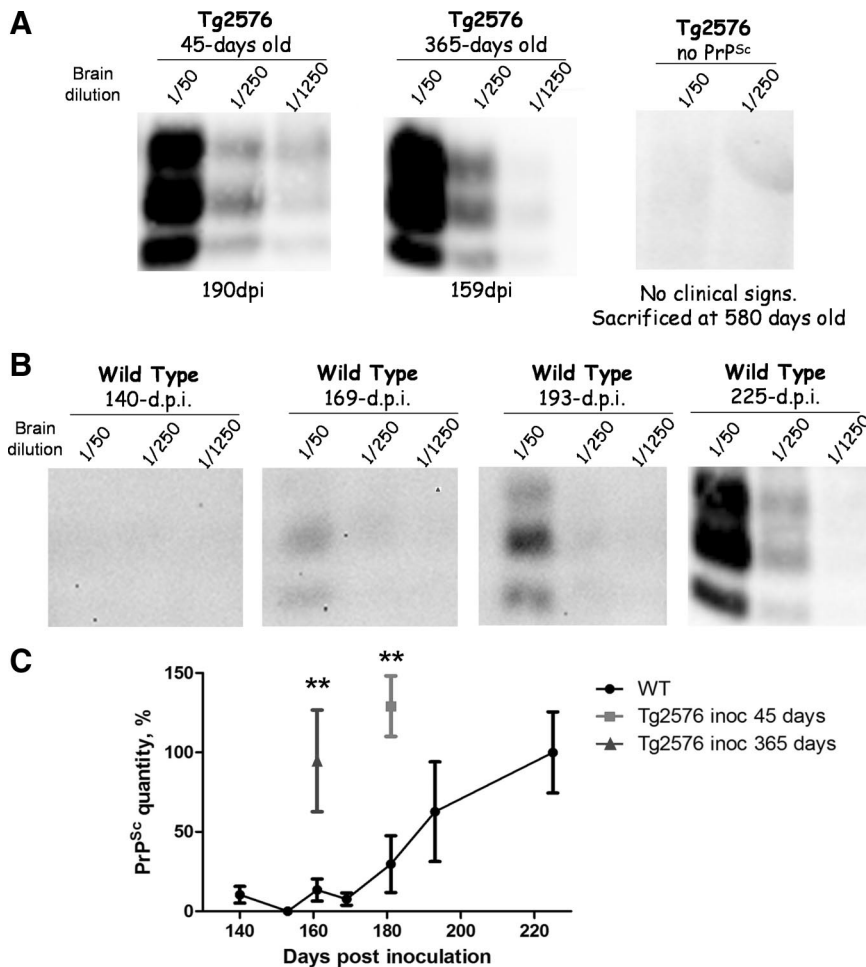 A
Tg2576
45-days old
Tg2576
365-days old
Tg2576
no PrPSc
Brain
dilution
1/50
1/250
1/1250
1/50
1/250
1/1250
1/50
1/250
190dpi
159dpi
No clinical signs.
Sacrificed at 580 days old
B
Wild Type
140-d.p.i.
Wild Type
169-d.p.i.
Wild Type
193-d.p.i.
Wild Type
225-d.p.i.
Brain
dilution
1/50
1/250
1/1250
1/50
1/250
1/1250
1/50
1/250
1/1250
1/50
1/250
1/1250
C
PrPSc quantity, %
150
100
50
0
**
**
140
160
180
200
220
Days post inoculation
WT
Tg2576 inoc 45 days
Tg2576 inoc 365 days